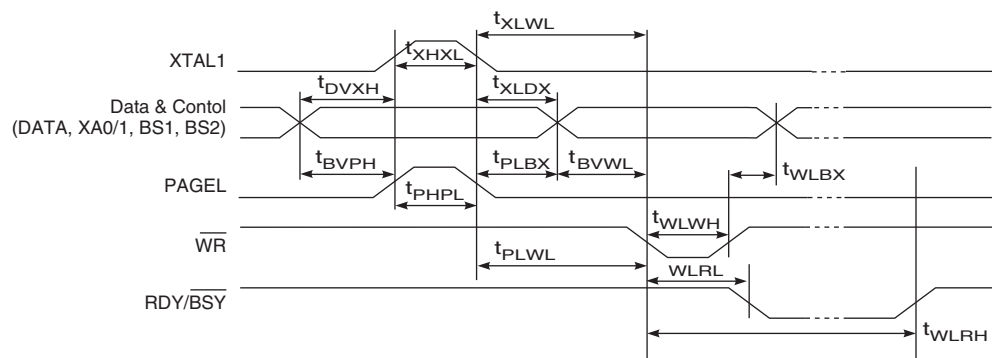 tXLWL
XTAL1
tXHXL
tDVXH
tXLDX
Data & Contol
(DATA, XA0/1, BS1, BS2)
tBVPH
tPLBX
tBVWL
tWLBX
PAGEL
tPHPL
tWLWH
WR
tPLWL
WLRL
RDY/BSY
tWLRH